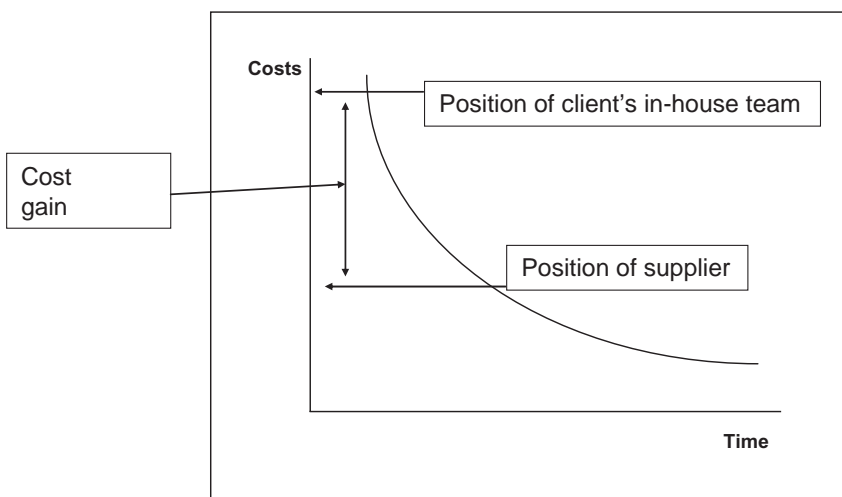 Costs
Position of client's in-house team
Cost
gain
Position of supplier
Time